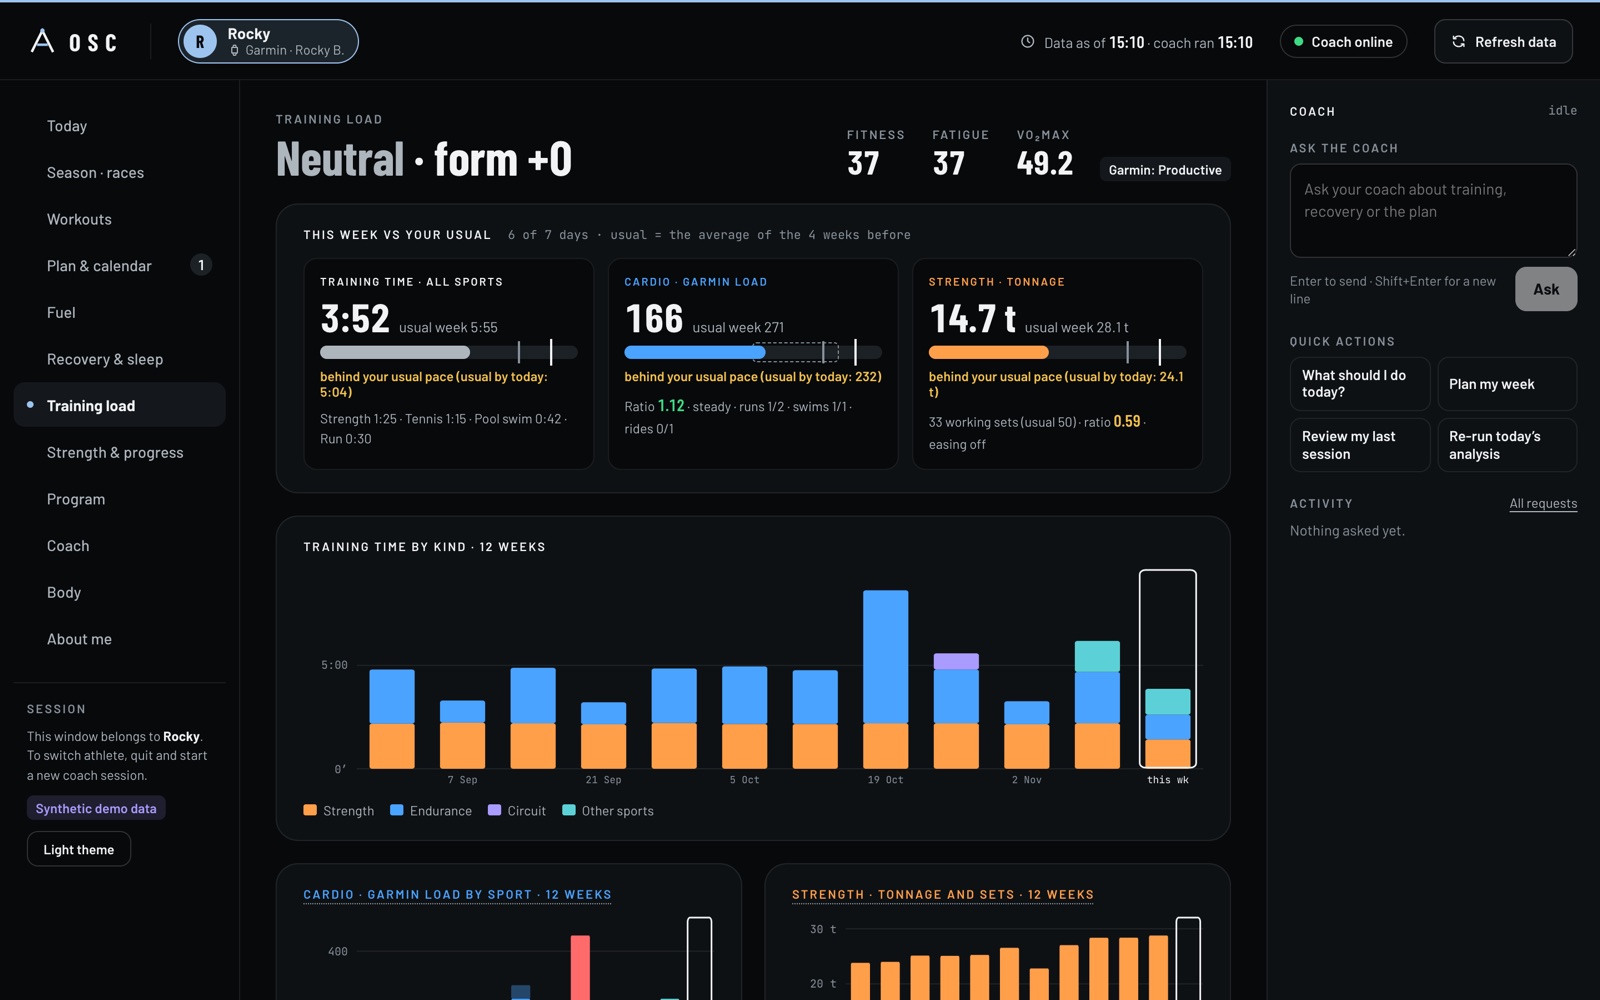 OSC
R
Rocky
Garmin · Rocky B.
Data as of 15:10 · coach ran 15:10
Coach online
Refresh data
Today
Season · races
Workouts
Plan & calendar
1
Fuel
Recovery & sleep
Training load
Strength & progress
Program
Coach
Body
About me
SESSION
This window belongs to Rocky.
To switch athlete, quit and start
a new coach session.
Synthetic demo data
Light theme
TRAINING LOAD
Neutral · form +0
FITNESS
37
FATIGUE
37
VO₂MAX
49.2
Garmin: Productive
THIS WEEK VS YOUR USUAL
6 of 7 days · usual = the average of the 4 weeks before
TRAINING TIME · ALL SPORTS
3:52 usual week 5:55
behind your usual pace (usual by today:
5:04)
Strength 1:25 · Tennis 1:15 · Pool swim 0:42 ·
Run 0:30
CARDIO · GARMIN LOAD
166 usual week 271
behind your usual pace (usual by today: 232)
Ratio 1.12 · steady · runs 1/2 · swims 1/1 ·
rides 0/1
STRENGTH · TONNAGE
14.7 t usual week 28.1 t
behind your usual pace (usual by today: 24.1
t)
33 working sets (usual 50) · ratio 0.59 ·
easing off
TRAINING TIME BY KIND · 12 WEEKS
5:00
0′
7 Sep
21 Sep
5 Oct
19 Oct
2 Nov
this wk
Strength
Endurance
Circuit
Other sports
CARDIO · GARMIN LOAD BY SPORT · 12 WEEKS
400
STRENGTH · TONNAGE AND SETS · 12 WEEKS
30 t
20 t
COACH
idle
ASK THE COACH
Ask your coach about training,
recovery or the plan
Enter to send · Shift+Enter for a new
line
Ask
QUICK ACTIONS
What should I do
today?
Plan my week
Review my last
session
Re-run today's
analysis
ACTIVITY
All requests
Nothing asked yet.